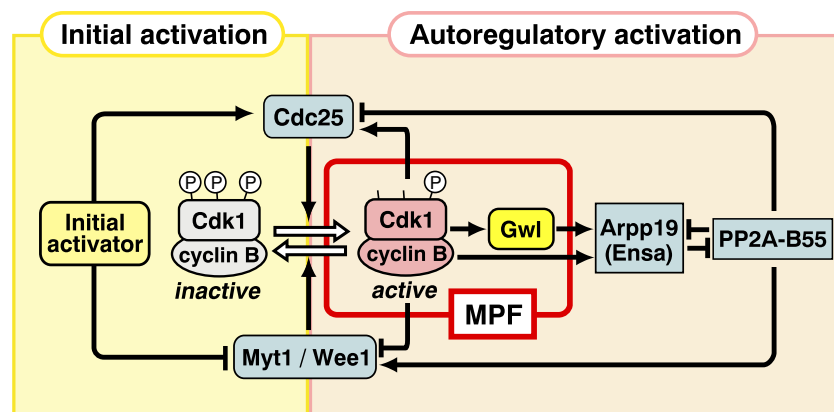 Initial activation
Autoregulatory activation
Cdc25
P P P
P
Initial
activator
Cdk1
cyclin B
inactive
Cdk1
cyclin B
active
Gwl
Arpp19
(Ensa)
PP2A-B55
MPF
Myt1 / Wee1